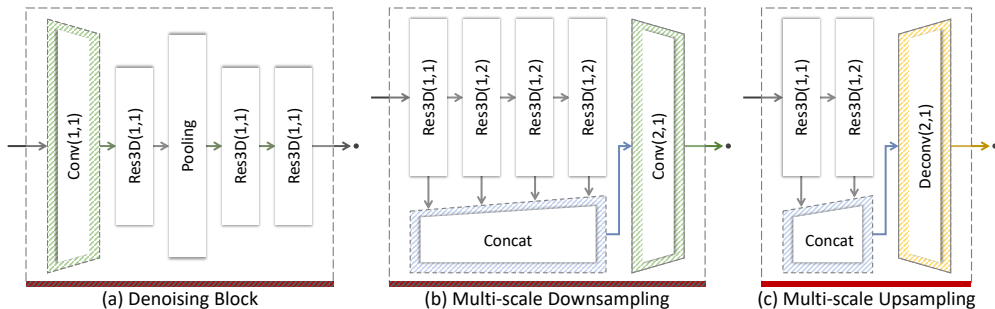 (a)
Conv(1,1)
Res3D(1,1)
Pooling
Res3D(1,1)
Res3D(1,1)
(a) Denoising Block
(b)
Res3D(1,1)
Res3D(1,2)
Res3D(1,2)
Res3D(1,2)
Concat
Conv(2,1)
(b) Multi-scale Downsampling
(c)
Res3D(1,1)
Res3D(1,2)
Concat
Deconv(2,1)
(c) Multi-scale Upsampling